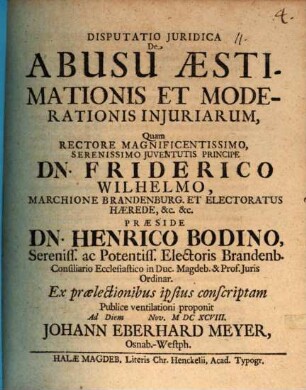 4.
DISPUTATIO JURIDICA
De
ABUSU ÆSTI-
MATIONIS ET MODE-
RATIONIS INJURIARUM,
Quam
RECTORE MAGNIFICENTISSIMO,
SERENISSIMO JUVENTUTIS PRINCIPE
DN. FRIDERICO
WILHELMO,
MARCHIONE BRANDENBURG. ET ELECTORATUS
HÆREDE, &c. &c.
PRÆSIDE
DN. HENRICO BODINO,
Sereniſſ. ac Potentiſſ. Electoris Brandenb.
Conſiliario Eccleſiaſtico in Duc. Magdeb. & Prof. Juris
Ordinar.
Ex prælectionibus ipſius conſcriptam
Publice ventilationi proponit
Ad Diem Nov. M DC XCVIII.
JOHANN EBERHARD MEYER,
Osnab.-Weſtph.
HALÆ MAGDEB. Literis Chr. Henckelii, Acad. Typogr.